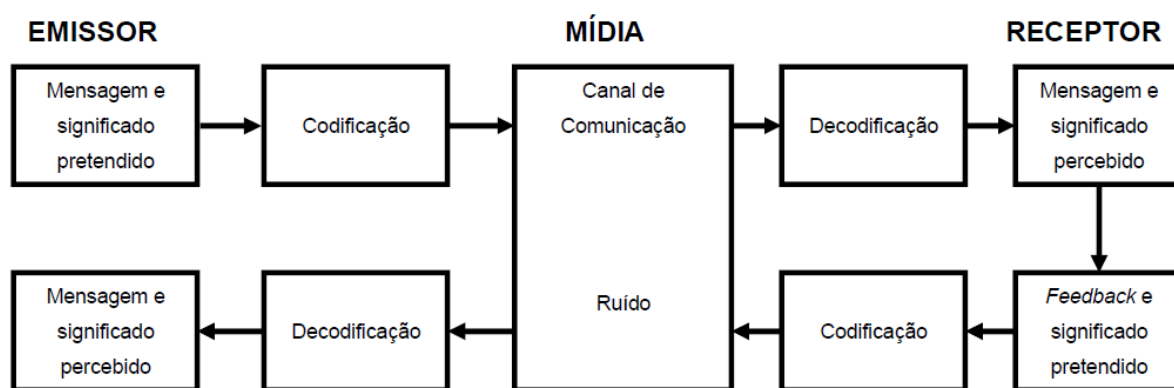 EMISSOR
MÍDIA
RECEPTOR
Mensagem e
significado
pretendido
Codificação
Canal de
Comunicação
Decodificação
Mensagem e
significado
percebido
Mensagem e
significado
percebido
Decodificação
Ruído
Codificação
Feedback e
significado
pretendido